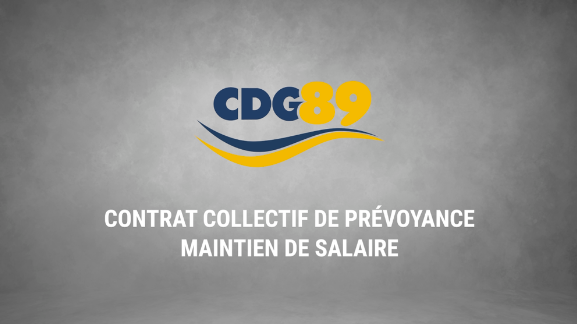 CDG89
CONTRAT COLLECTIF DE PRÉVOYANCE
MAINTIEN DE SALAIRE